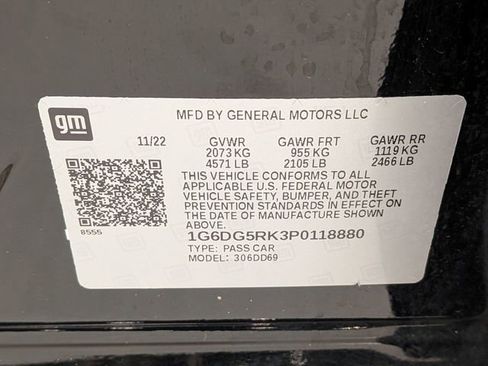 gm
MFD BY GENERAL MOTORS LLC
11/22 GVWR GAWR FRT GAWR RR
2073 KG 955 KG 1119 KG
4571 LB 2105 LB 2466 LB
THIS VEHICLE CONFORMS TO ALL
APPLICABLE U.S. FEDERAL MOTOR
VEHICLE SAFETY, BUMPER, AND THEFT
PREVENTION STANDARDS IN EFFECT ON
THE DATE OF MANUFACTURE SHOWN
ABOVE.
8555
1G6DG5RK3P0118880
TYPE: PASS CAR
MODEL: 306DD69